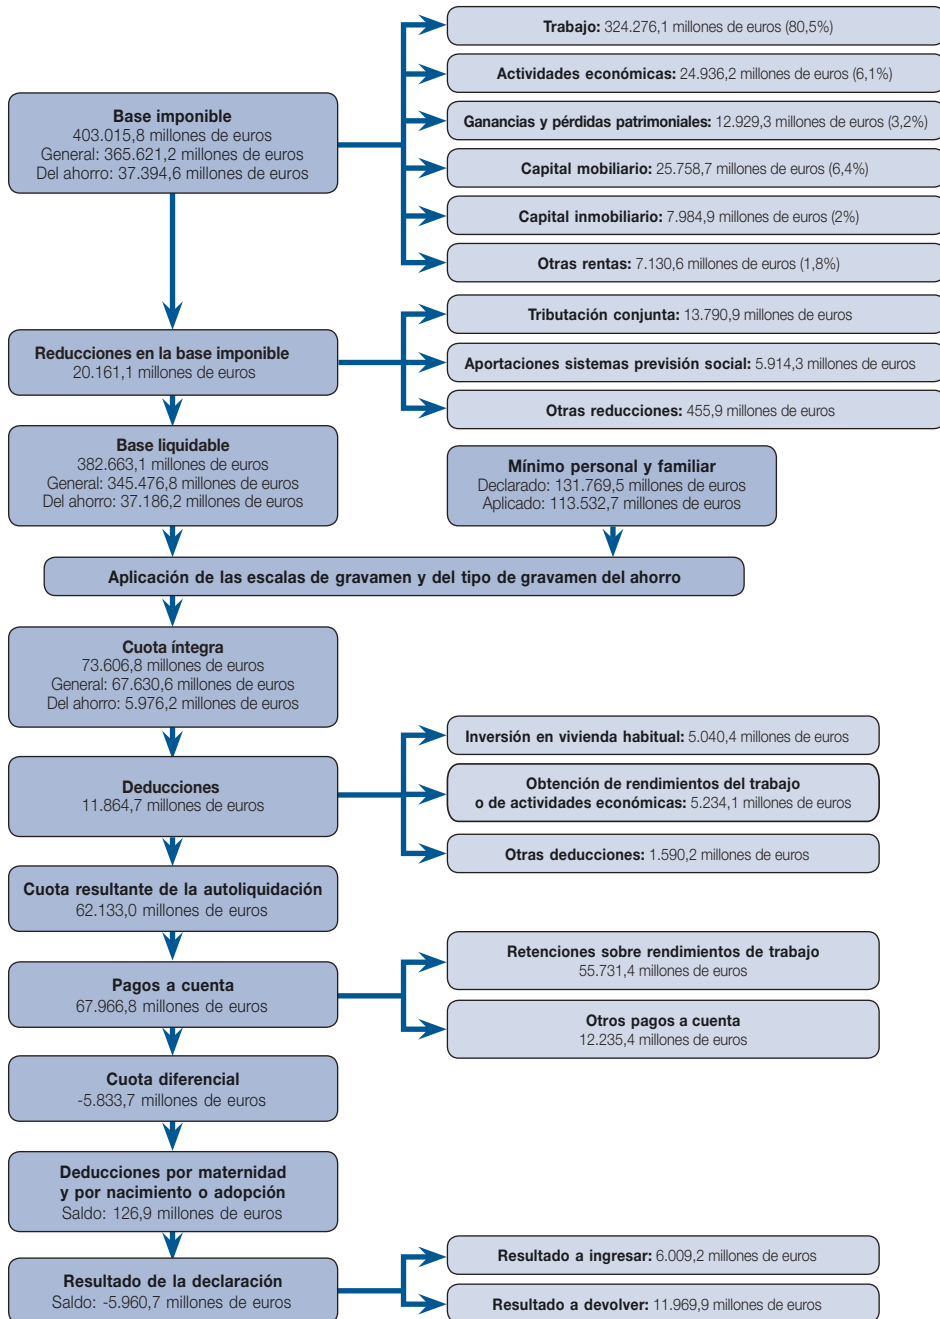 Base imponible
403.015,8 millones de euros
General: 365.621,2 millones de euros
Del ahorro: 37.394,6 millones de euros
Trabajo: 324.276,1 millones de euros (80,5%)
Actividades económicas: 24.936,2 millones de euros (6,1%)
Ganancias y pérdidas patrimoniales: 12.929,3 millones de euros (3,2%)
Capital mobiliario: 25.758,7 millones de euros (6,4%)
Capital inmobiliario: 7.984,9 millones de euros (2%)
Otras rentas: 7.130,6 millones de euros (1,8%)
Reducciones en la base imponible
20.161,1 millones de euros
Tributación conjunta: 13.790,9 millones de euros
Aportaciones sistemas previsión social: 5.914,3 millones de euros
Otras reducciones: 455,9 millones de euros
Base liquidable
382.663,1 millones de euros
General: 345.476,8 millones de euros
Del ahorro: 37.186,2 millones de euros
Mínimo personal y familiar
Declarado: 131.769,5 millones de euros
Aplicado: 113.532,7 millones de euros
Aplicación de las escalas de gravamen y del tipo de gravamen del ahorro
Cuota íntegra
73.606,8 millones de euros
General: 67.630,6 millones de euros
Del ahorro: 5.976,2 millones de euros
Deducciones
11.864,7 millones de euros
Inversión en vivienda habitual: 5.040,4 millones de euros
Obtención de rendimientos del trabajo
o de actividades económicas: 5.234,1 millones de euros
Otras deducciones: 1.590,2 millones de euros
Cuota resultante de la autoliquidación
62.133,0 millones de euros
Pagos a cuenta
67.966,8 millones de euros
Retenciones sobre rendimientos de trabajo
55.731,4 millones de euros
Otros pagos a cuenta
12.235,4 millones de euros
Cuota diferencial
-5.833,7 millones de euros
Deducciones por maternidad
y por nacimiento o adopción
Saldo: 126,9 millones de euros
Resultado de la declaración
Saldo: -5.960,7 millones de euros
Resultado a ingresar: 6.009,2 millones de euros
Resultado a devolver: 11.969,9 millones de euros